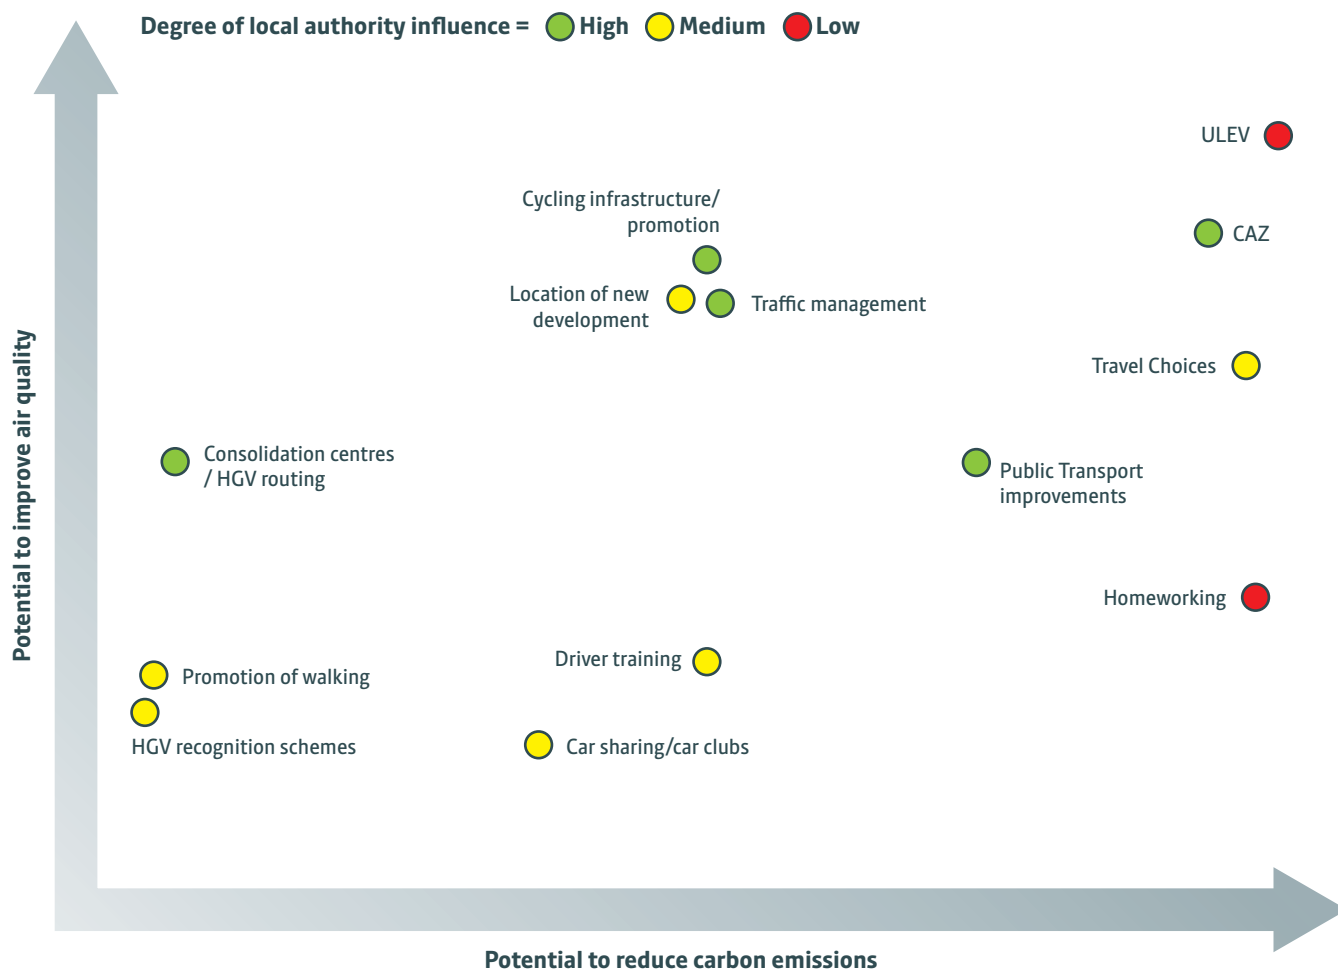 Degree of local authority influence = High Medium Low
ULEV
Cycling infrastructure/
promotion
CAZ
Location of new
development
Traffic management
Travel Choices
Potential to improve air quality
Consolidation centres
/ HGV routing
Public Transport
improvements
Homeworking
Driver training
Promotion of walking
HGV recognition schemes
Car sharing/car clubs
Potential to reduce carbon emissions